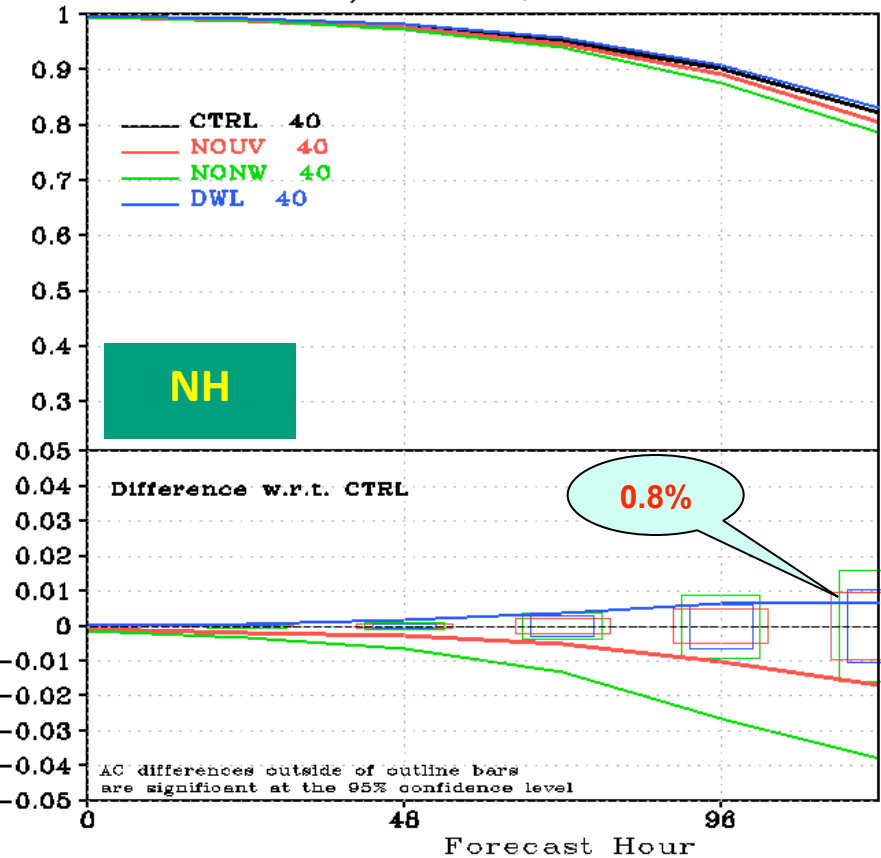 1
0.9
0.8
0.7
0.6
0.5
0.4
0.3
CTRL 40
NOUV 40
NONW 40
DWL 40
NH
0.05
0.04
0.03
0.02
0.01
0
-0.01
-0.02
-0.03
-0.04
-0.05
Difference w.r.t. CTRL
0.8%
AC differences outside of outline bars
are significant at the 95% confidence level
0
48
96
Forecast Hour